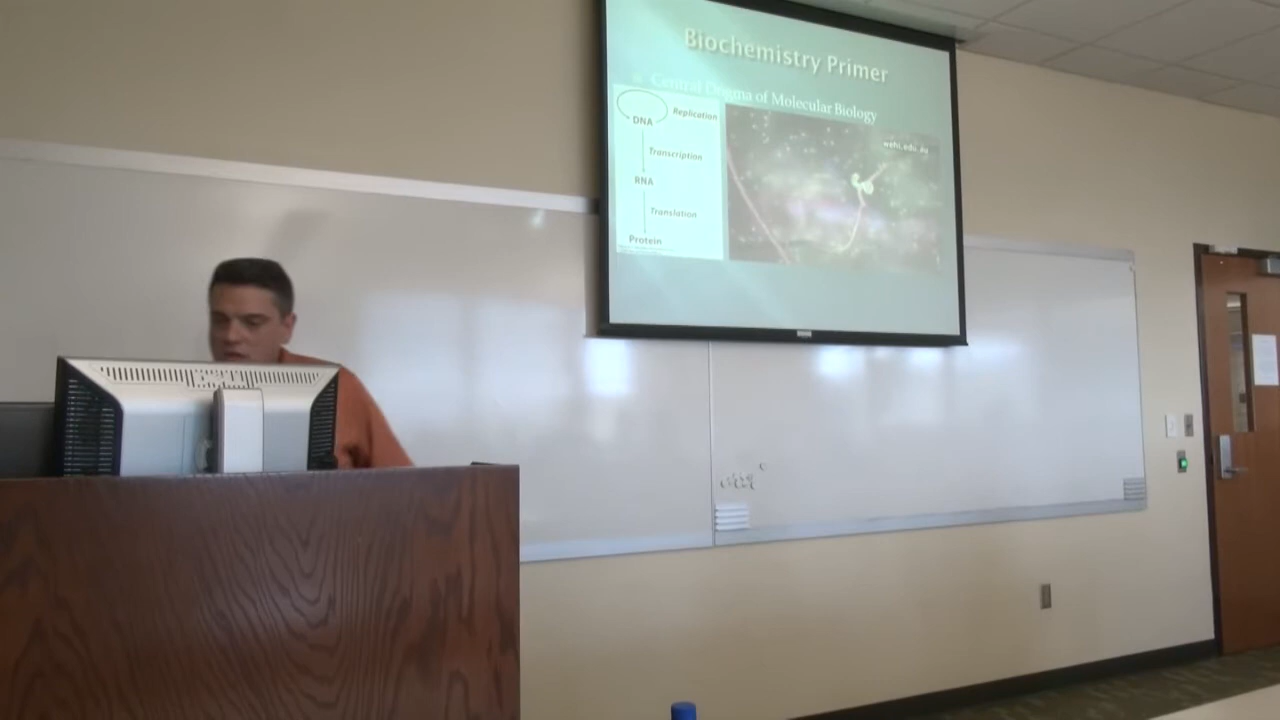 Biochemistry Primer
Central Dogma of Molecular Biology
Replication
DNA
Transcription
RNA
Translation
Protein
wehi.edu.au